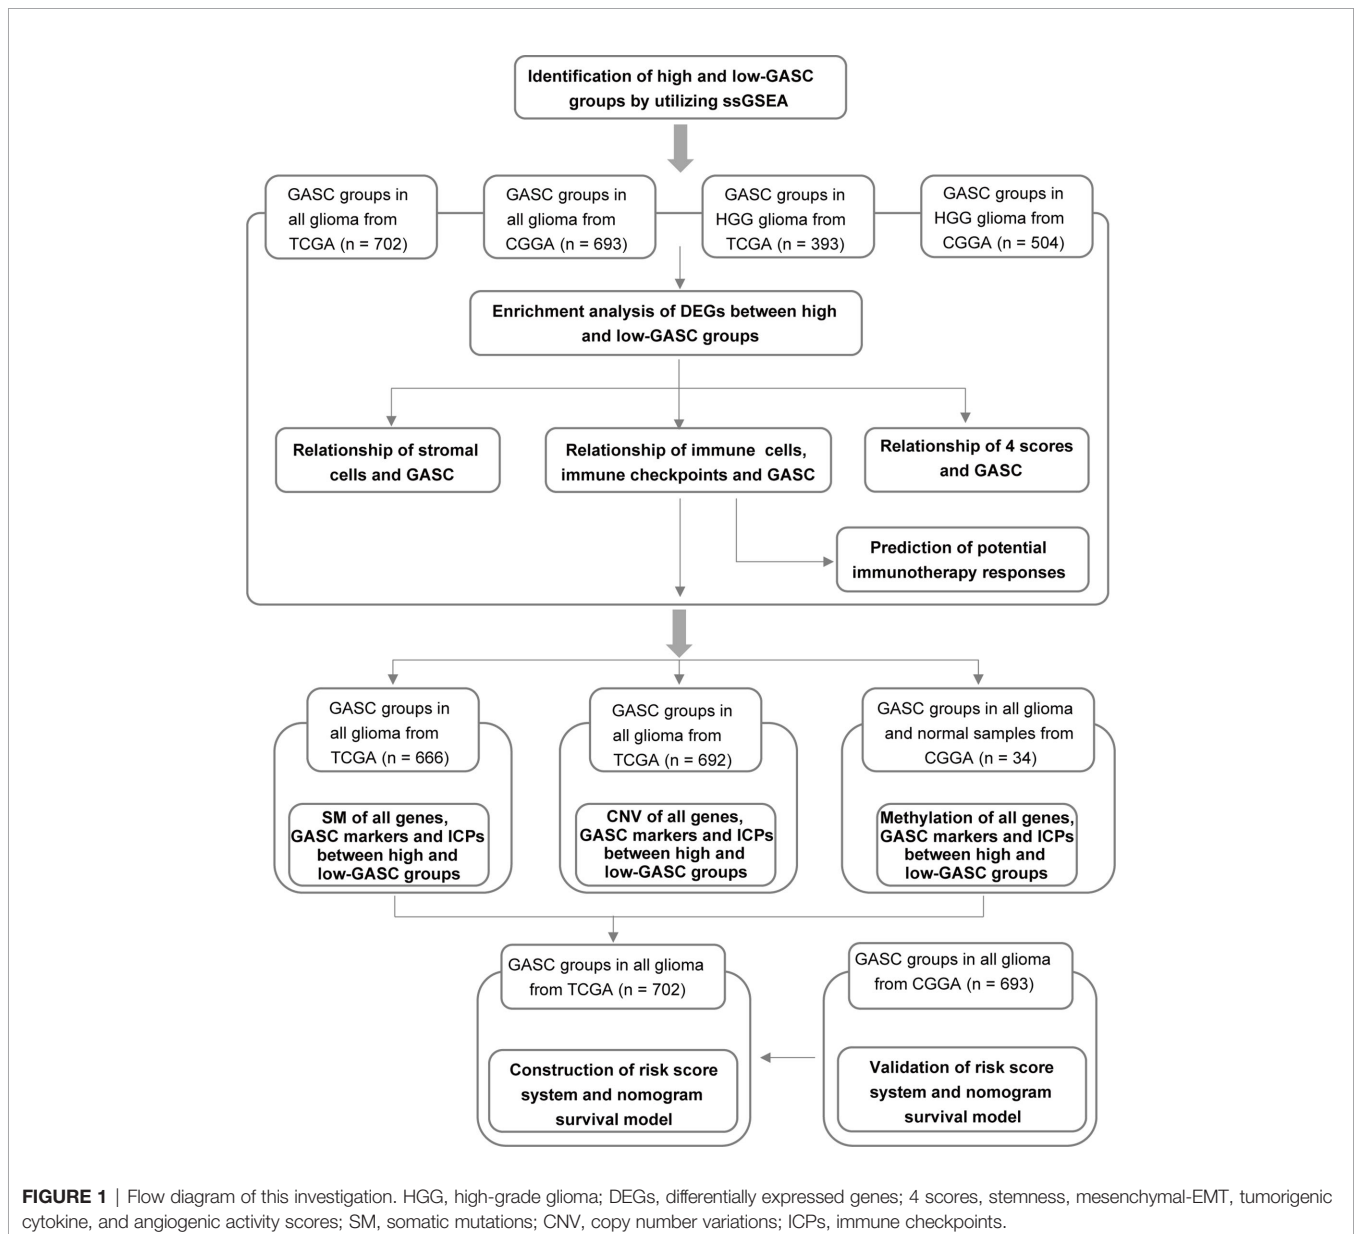 Identification of high and low-GASC
groups by utilizing ssGSEA
GASC groups in
all glioma from
TCGA (n = 702)
GASC groups in
all glioma from
CGGA (n = 693)
GASC groups in
HGG glioma from
TCGA (n = 393)
GASC groups in
HGG glioma from
CGGA (n = 504)
Enrichment analysis of DEGs between high
and low-GASC groups
Relationship of stromal
cells and GASC
Relationship of immune cells,
immune checkpoints and GASC
Relationship of 4 scores
and GASC
Prediction of potential
immunotherapy responses
GASC groups in
all glioma from
TCGA (n = 666)
SM of all genes,
GASC markers and ICPs
between high and
low-GASC groups
GASC groups in
all glioma from
TCGA (n = 692)
CNV of all genes,
GASC markers and ICPs
between high and
low-GASC groups
GASC groups in all glioma
and normal samples from
CGGA (n = 34)
Methylation of all genes,
GASC markers and ICPs
between high and
low-GASC groups
GASC groups in all glioma
from TCGA (n = 702)
Construction of risk score
system and nomogram
survival model
GASC groups in all glioma
from CGGA (n = 693)
Validation of risk score
system and nomogram
survival model
FIGURE 1 | Flow diagram of this investigation. HGG, high-grade glioma; DEGs, differentially expressed genes; 4 scores, stemness, mesenchymal-EMT, tumorigenic
cytokine, and angiogenic activity scores; SM, somatic mutations; CNV, copy number variations; ICPs, immune checkpoints.